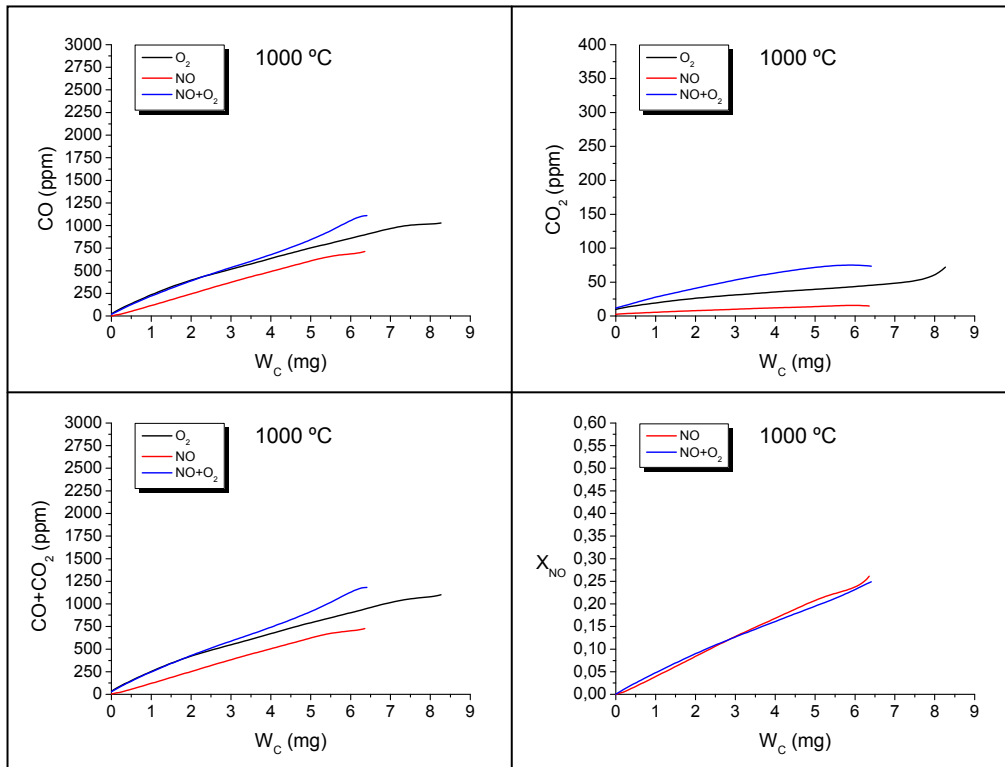 3000
2750
2500
2250
2000
1750
1500
1250
1000
750
500
250
0
CO (ppm)
O₂
NO
NO+O₂
1000 ºC
0 1 2 3 4 5 6 7 8 9
W_C (mg)
400
350
300
250
200
150
100
50
0
CO₂ (ppm)
O₂
NO
NO+O₂
1000 ºC
0 1 2 3 4 5 6 7 8 9
W_C (mg)
3000
2750
2500
2250
2000
1750
1500
1250
1000
750
500
250
0
CO+CO₂ (ppm)
O₂
NO
NO+O₂
1000 ºC
0 1 2 3 4 5 6 7 8 9
W_C (mg)
0,60
0,55
0,50
0,45
0,40
0,35
0,30
0,25
0,20
0,15
0,10
0,05
0,00
X_NO
NO
NO+O₂
1000 ºC
0 1 2 3 4 5 6 7 8 9
W_C (mg)